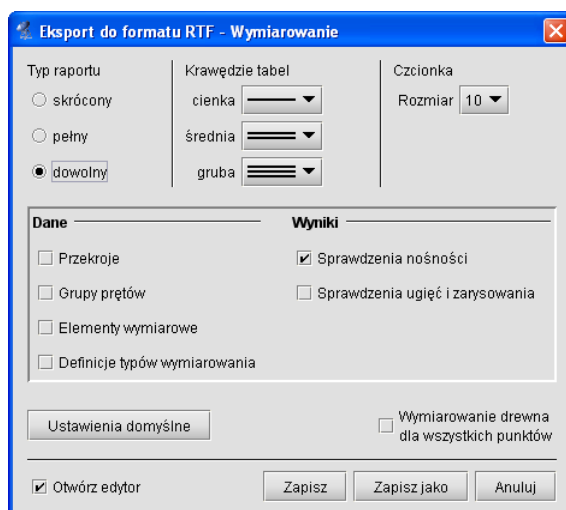 Eksport do formatu RTF - Wymiarowanie
Typ raportu
skrócony
pełny
dowolny
Krawędzie tabel
cienka
średnia
gruba
Czcionka
Rozmiar 10
Dane
Przekroje
Grupy prętów
Elementy wymiarowe
Definicje typów wymiarowania
Wyniki
Sprawdzenia nośności
Sprawdzenia ugięć i zarysowania
Ustawienia domyślne
Wymiarowanie drewna
dla wszystkich punktów
Otwórz edytor
Zapisz
Zapisz jako
Anuluj